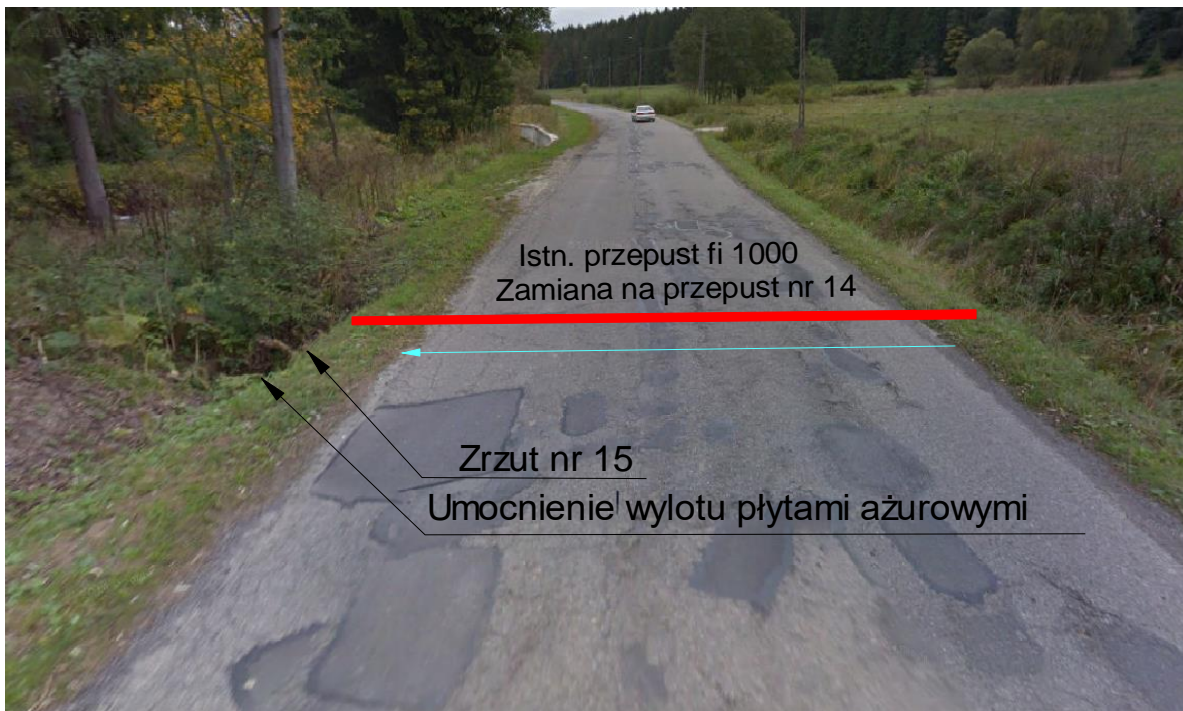 Istn. przepust fi 1000
Zamiana na przepust nr 14
Zrzut nr 15
Umocnienie wylotu płytami ażurowymi